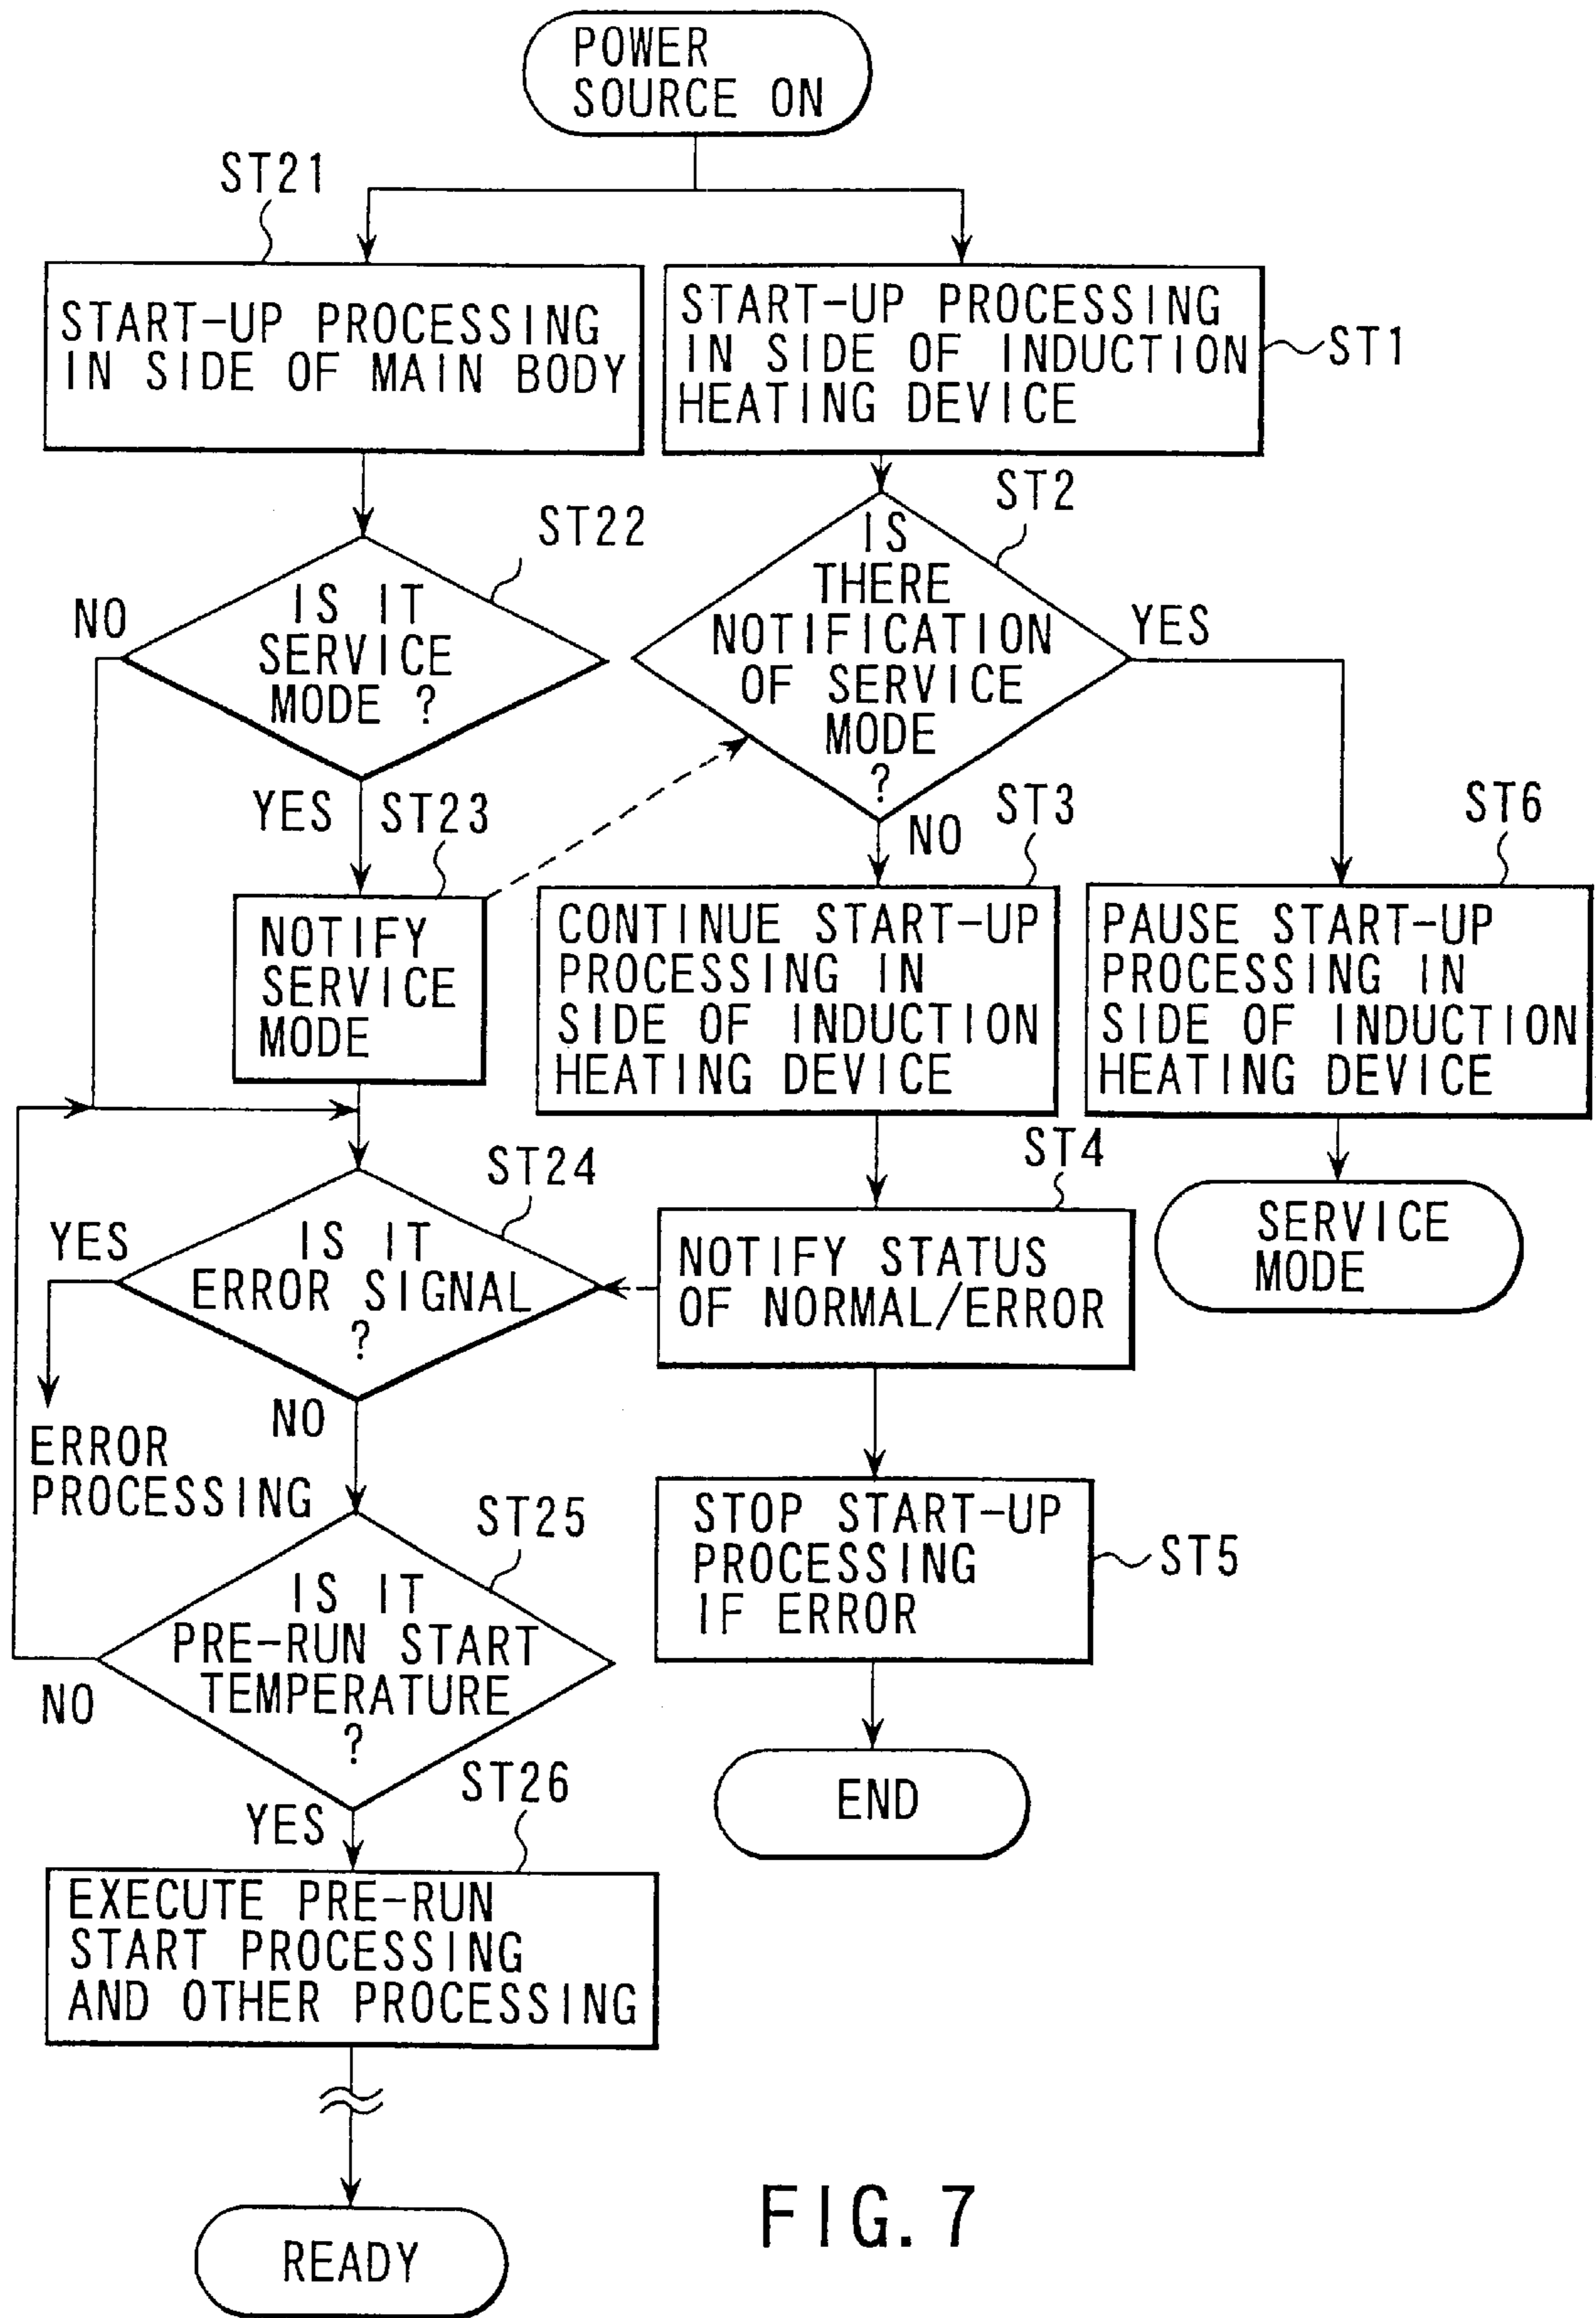 POWER
SOURCE ON
ST21
START-UP PROCESSING
IN SIDE OF MAIN BODY
START-UP PROCESSING
IN SIDE OF INDUCTION
HEATING DEVICE
ST1
ST22
IS IT
SERVICE
MODE ?
NO
YES
ST2
IS
THERE
NOTIFICATION
OF SERVICE
MODE
?
YES
NO
ST23
NOTIFY
SERVICE
MODE
ST3
CONTINUE START-UP
PROCESSING IN
SIDE OF INDUCTION
HEATING DEVICE
ST6
PAUSE START-UP
PROCESSING IN
SIDE OF INDUCTION
HEATING DEVICE
ST24
IS IT
ERROR SIGNAL
?
YES
NO
ERROR
PROCESSING
ST4
NOTIFY STATUS
OF NORMAL/ERROR
SERVICE
MODE
ST25
IS IT
PRE-RUN START
TEMPERATURE
?
NO
YES
STOP START-UP
PROCESSING
IF ERROR
ST5
END
ST26
EXECUTE PRE-RUN
START PROCESSING
AND OTHER PROCESSING
READY
FIG. 7